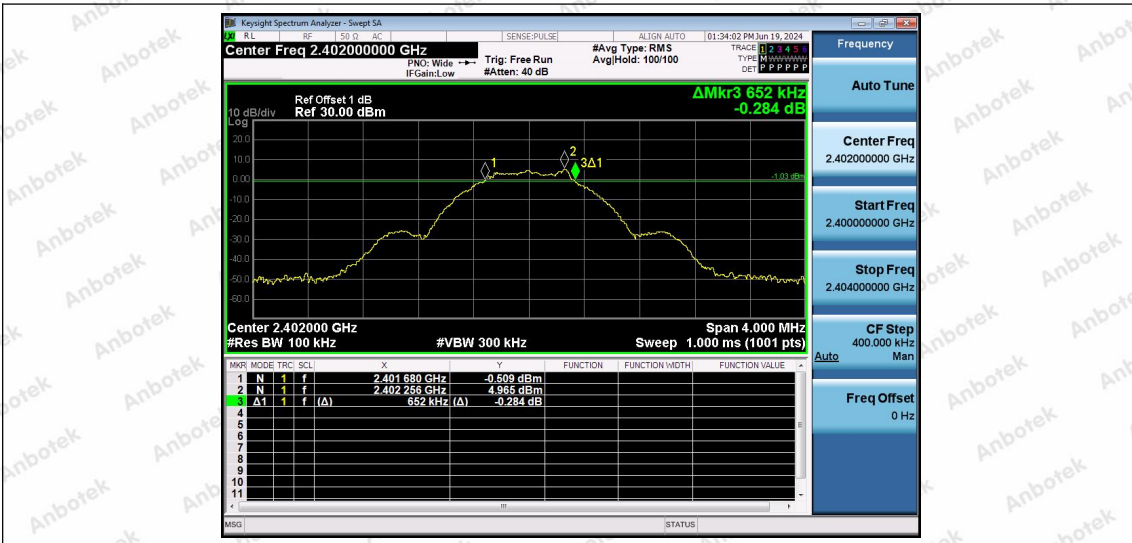 Keysight Spectrum Analyzer - Swept SA
LXI RL RF 50 Ω AC SENSE:PULSE ALIGN AUTO 01:34:02 PM Jun 19, 2024
Center Freq 2.402000000 GHz
PNO: Wide
IFGain:Low
Trig: Free Run
#Atten: 40 dB
#Avg Type: RMS
Avg|Hold: 100/100
TRACE 1 2 3 4 5 6
TYPE M WWWWW
DET P P P P P P
ΔMkr3 652 kHz
-0.284 dB
Ref Offset 1 dB
10 dB/div Ref 30.00 dBm
Log
20.0
10.0
0.00
-10.0
-20.0
-30.0
-40.0
-50.0
-60.0
1
2
3Δ1
-1.03 dBm
Center 2.402000 GHz Span 4.000 MHz
#Res BW 100 kHz #VBW 300 kHz Sweep 1.000 ms (1001 pts)
MKR MODE TRC SCL X Y FUNCTION FUNCTION WIDTH FUNCTION VALUE
1 N 1 f 2.401 680 GHz -0.509 dBm
2 N 1 f 2.402 256 GHz 4.965 dBm
3 Δ1 1 f (Δ) 652 kHz (Δ) -0.284 dB
4
5
6
7
8
9
10
11
MSG STATUS
Frequency
Auto Tune
Center Freq
2.402000000 GHz
Start Freq
2.400000000 GHz
Stop Freq
2.404000000 GHz
CF Step
400.000 kHz
Auto Man
Freq Offset
0 Hz
Anbotek